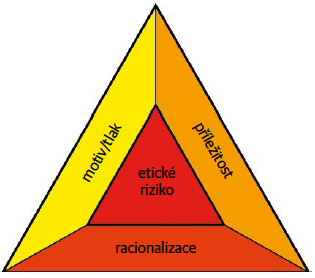 motiv/tlak
příležitost
etické
riziko
racionalizace